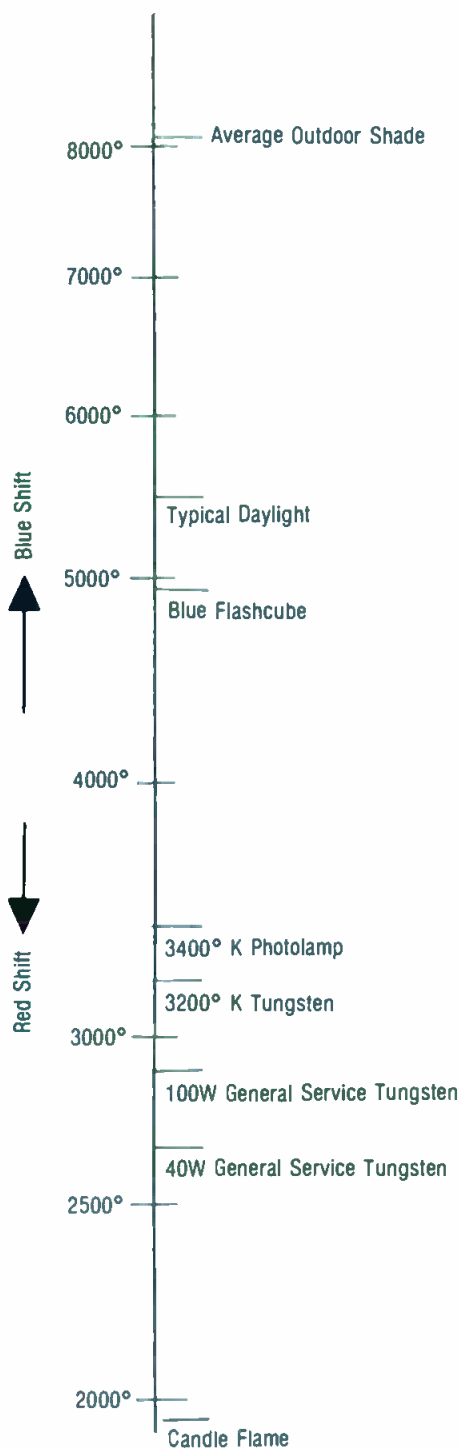 Average Outdoor Shade
8000°
7000°
6000°
Blue Shift
Typical Daylight
5000°
Blue Flashcube
4000°
3400° K Photolamp
Red Shift
3200° K Tungsten
3000°
100W General Service Tungsten
40W General Service Tungsten
2500°
2000°
Candle Flame